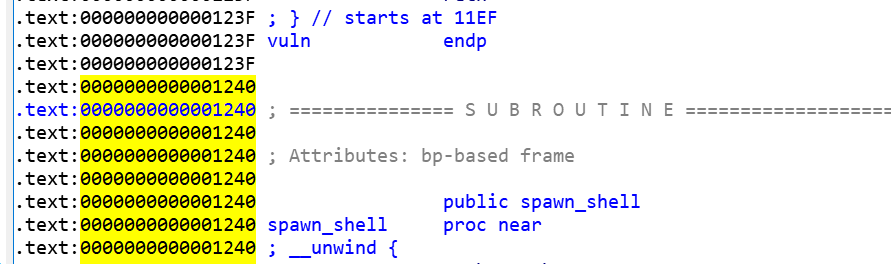 .text:000000000000123F ; } // starts at 11EF
.text:000000000000123F vuln endp
.text:000000000000123F
.text:0000000000001240
.text:0000000000001240 ; =============== S U B R O U T I N E ===================
.text:0000000000001240
.text:0000000000001240 ; Attributes: bp-based frame
.text:0000000000001240
.text:0000000000001240 public spawn_shell
.text:0000000000001240 spawn_shell proc near
.text:0000000000001240 ; __unwind {